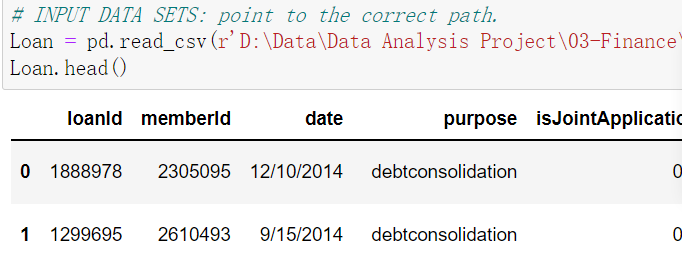 # INPUT DATA SETS: point to the correct path.
Loan = pd.read_csv(r'D:\Data\Data Analysis Project\03-Finance\
Loan.head()
loanId memberId date purpose isJointApplicatio
0 1888978 2305095 12/10/2014 debtconsolidation 0
1 1299695 2610493 9/15/2014 debtconsolidation 0